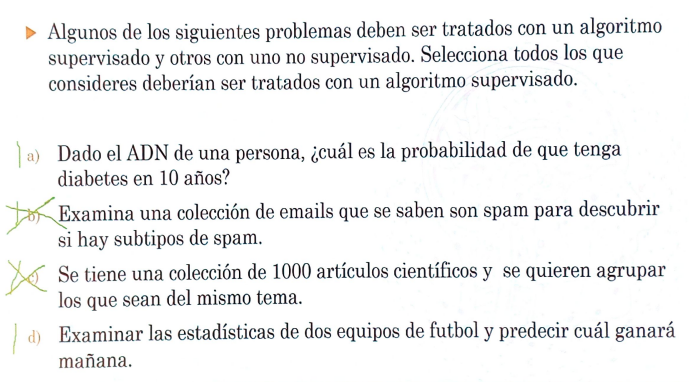 Algunos de los siguientes problemas deben ser tratados con un algoritmo
supervisado y otros con uno no supervisado. Selecciona todos los que
consideres deberían ser tratados con un algoritmo supervisado.
a) Dado el ADN de una persona, ¿cuál es la probabilidad de que tenga
diabetes en 10 años?
b) Examina una colección de emails que se saben son spam para descubrir
si hay subtipos de spam.
c) Se tiene una colección de 1000 artículos científicos y se quieren agrupar
los que sean del mismo tema.
d) Examinar las estadísticas de dos equipos de futbol y predecir cuál ganará
mañana.